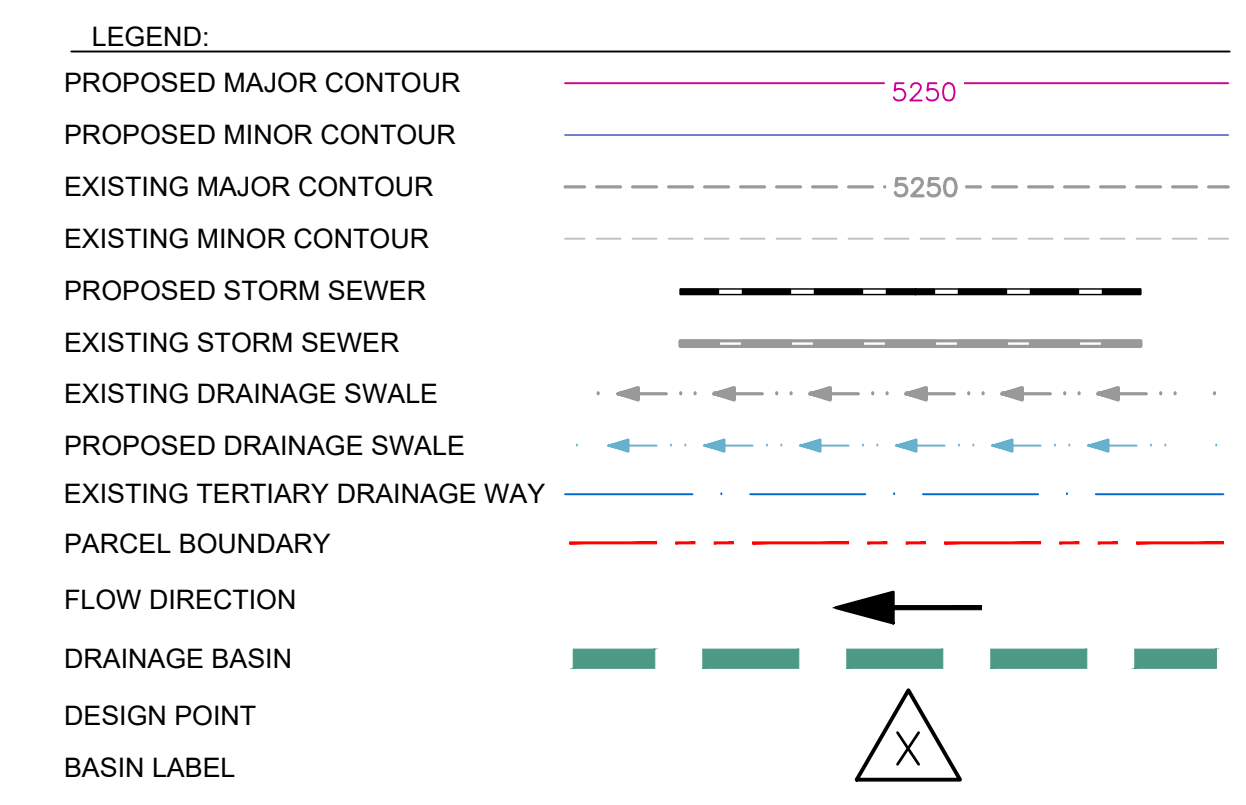 LEGEND:
PROPOSED MAJOR CONTOUR 5250
PROPOSED MINOR CONTOUR
EXISTING MAJOR CONTOUR 5250
EXISTING MINOR CONTOUR
PROPOSED STORM SEWER
EXISTING STORM SEWER
EXISTING DRAINAGE SWALE
PROPOSED DRAINAGE SWALE
EXISTING TERTIARY DRAINAGE WAY
PARCEL BOUNDARY
FLOW DIRECTION
DRAINAGE BASIN
DESIGN POINT
X
BASIN LABEL